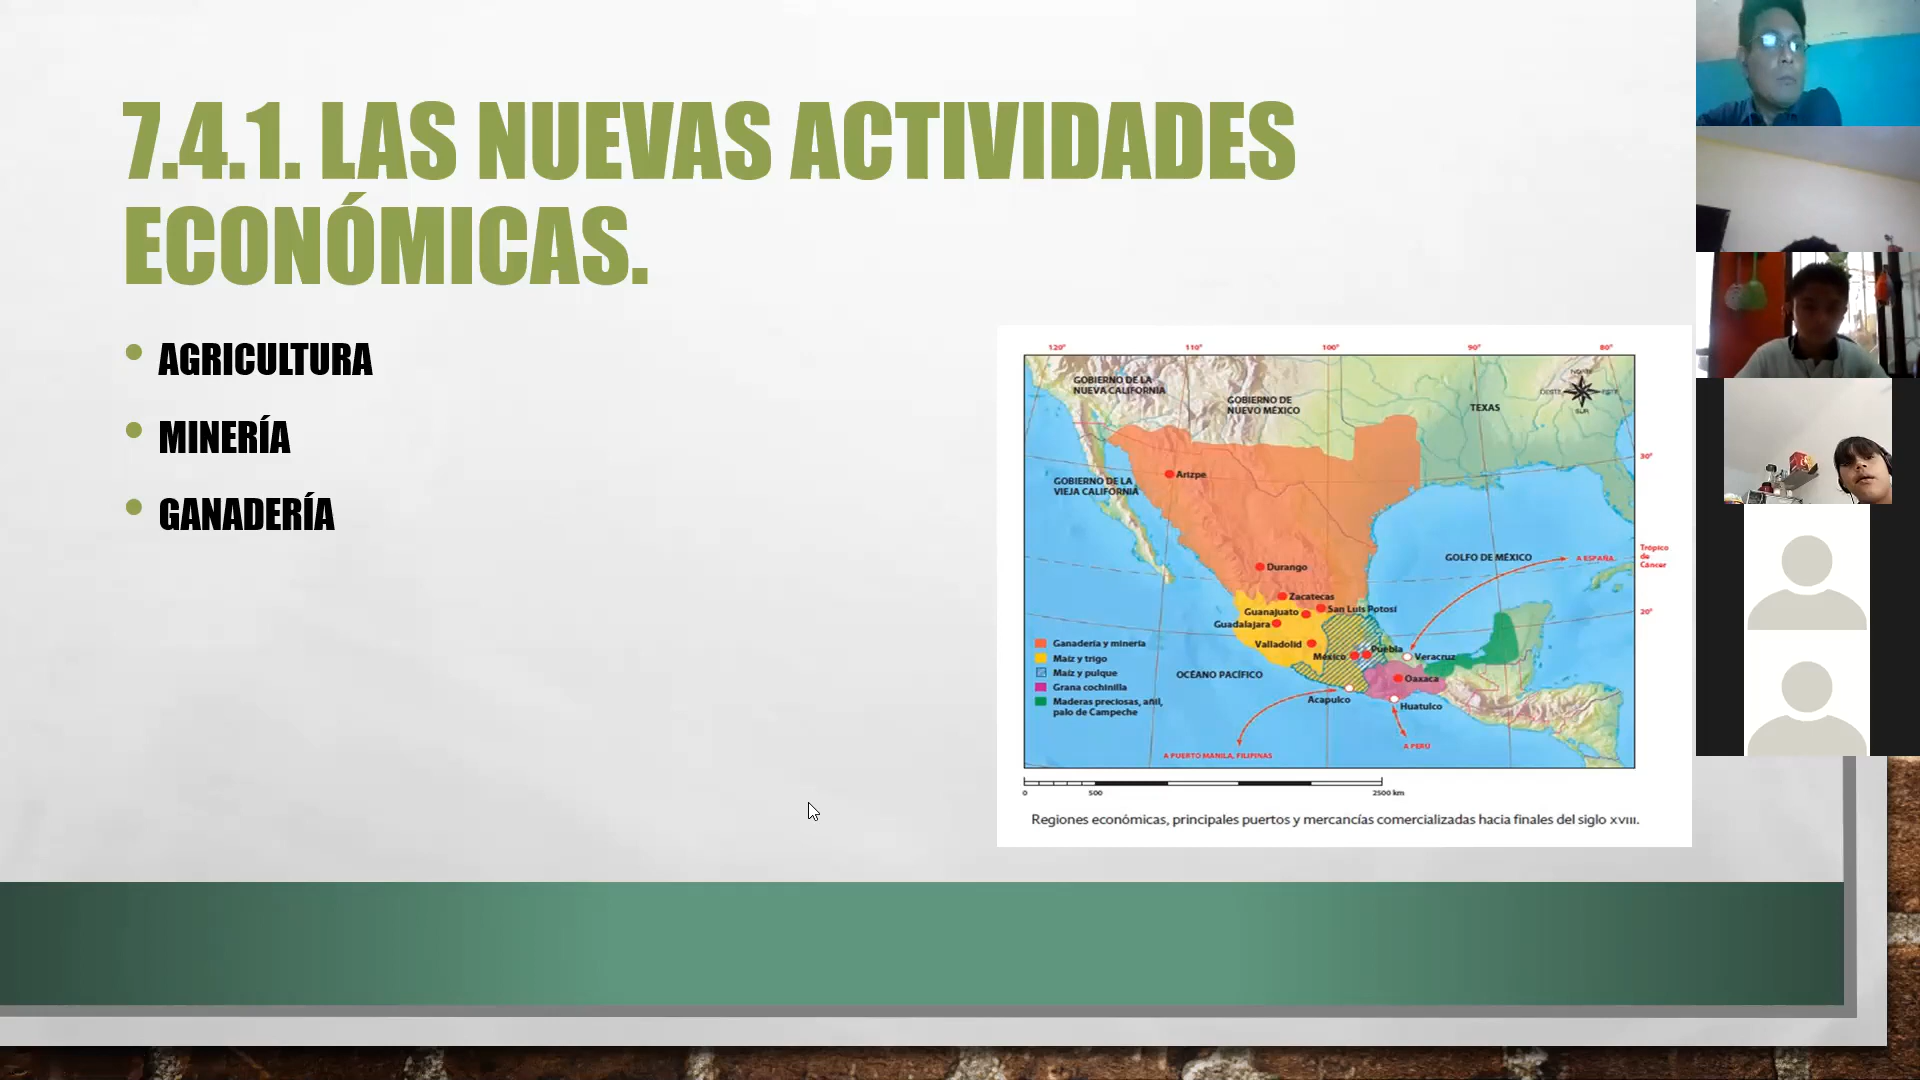 7.4.1. LAS NUEVAS ACTIVIDADES
ECONÓMICAS.
AGRICULTURA
MINERÍA
GANADERÍA
120°
110°
100°
90°
80°
GOBIERNO DE LA
NUEVA CALIFORNIA
GOBIERNO DE
NUEVO MÉXICO
TEXAS
NORTE
OESTE
ESTE
SUR
30°
Arizpe
GOBIERNO DE LA
VIEJA CALIFORNIA
GOLFO DE MÉXICO
A ESPAÑA
Trópico
de
Cáncer
Durango
Zacatecas
San Luis Potosí
Guanajuato
Guadalajara
20°
Valladolid
México
Puebla
Veracruz
Ganadería y minería
Maíz y trigo
Maíz y pulque
Grana cochinilla
Maderas preciosas, añil,
palo de Campeche
OCÉANO PACÍFICO
Oaxaca
Acapulco
Huatulco
A PERÚ
A PUERTO MANILA, FILIPINAS
0
500
2500 km
Regiones económicas, principales puertos y mercancías comercializadas hacia finales del siglo XVIII.